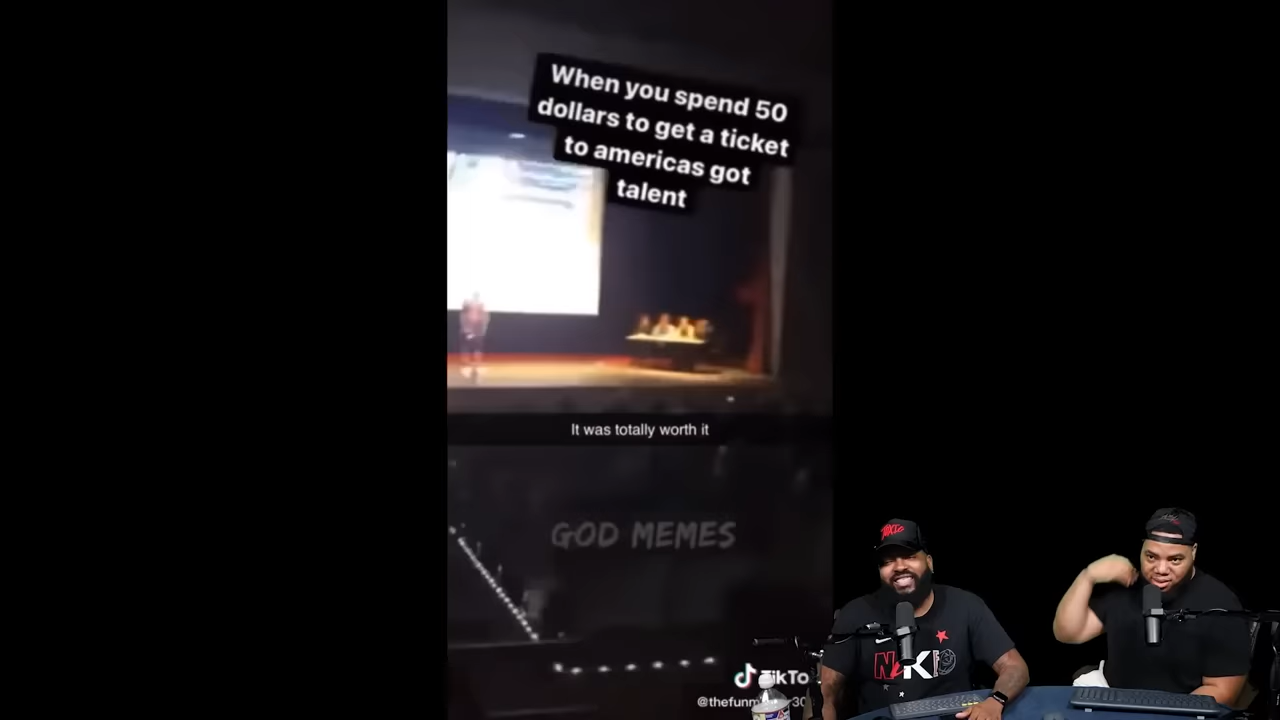 When you spend 50
dollars to get a ticket
to americas got
talent
It was totally worth it
GOD MEMES